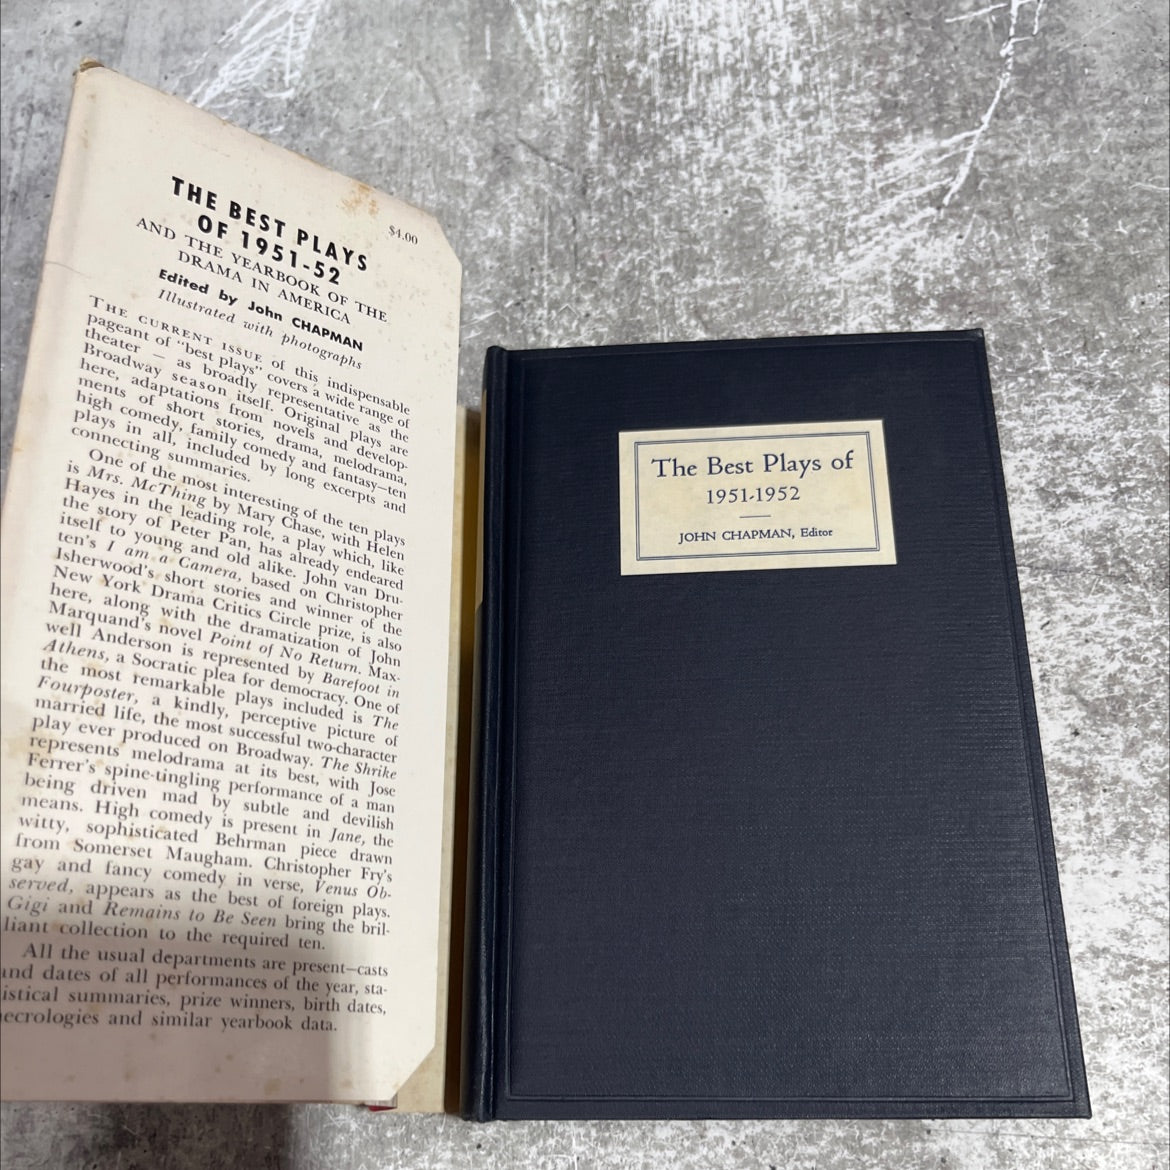 $4.00
THE BEST PLAYS
OF 1951-52
AND THE YEARBOOK OF THE
DRAMA IN AMERICA
Edited by John CHAPMAN
Illustrated with photographs
THE CURRENT ISSUE of this indispensable
pageant of "best plays" covers a wide range of
theater — as broadly representative as the
Broadway season itself. Original plays are
here, adaptations from novels and develop-
ments of short stories, drama, melodrama,
high comedy, family comedy and fantasy—ten
plays in all, included by long excerpts and
connecting summaries.
One of the most interesting of the ten plays
is Mrs. McThing by Mary Chase, with Helen
Hayes in the leading role, a play which, like
the story of Peter Pan, has already endeared
itself to young and old alike. John van Dru-
ten's I am a Camera, based on Christopher
Isherwood's short stories and winner of the
New York Drama Critics Circle prize, is also
here, along with the dramatization of John
Marquand's novel Point of No Return. Max-
well Anderson is represented by Barefoot in
Athens, a Socratic plea for democracy. One of
the most remarkable plays included is The
Fourposter, a kindly, perceptive picture of
married life, the most successful two-character
play ever produced on Broadway. The Shrike
represents melodrama at its best, with Jose
Ferrer's spine-tingling performance of a man
being driven mad by subtle and devilish
means. High comedy is present in Jane, the
witty, sophisticated Behrman piece drawn
from Somerset Maugham. Christopher Fry's
gay and fancy comedy in verse, Venus Ob-
served, appears as the best of foreign plays.
Gigi and Remains to Be Seen bring the bril-
liant collection to the required ten.
All the usual departments are present—casts
and dates of all performances of the year, sta-
istical summaries, prize winners, birth dates,
ecrologies and similar yearbook data.
The Best Plays of
1951-1952
JOHN CHAPMAN, Editor